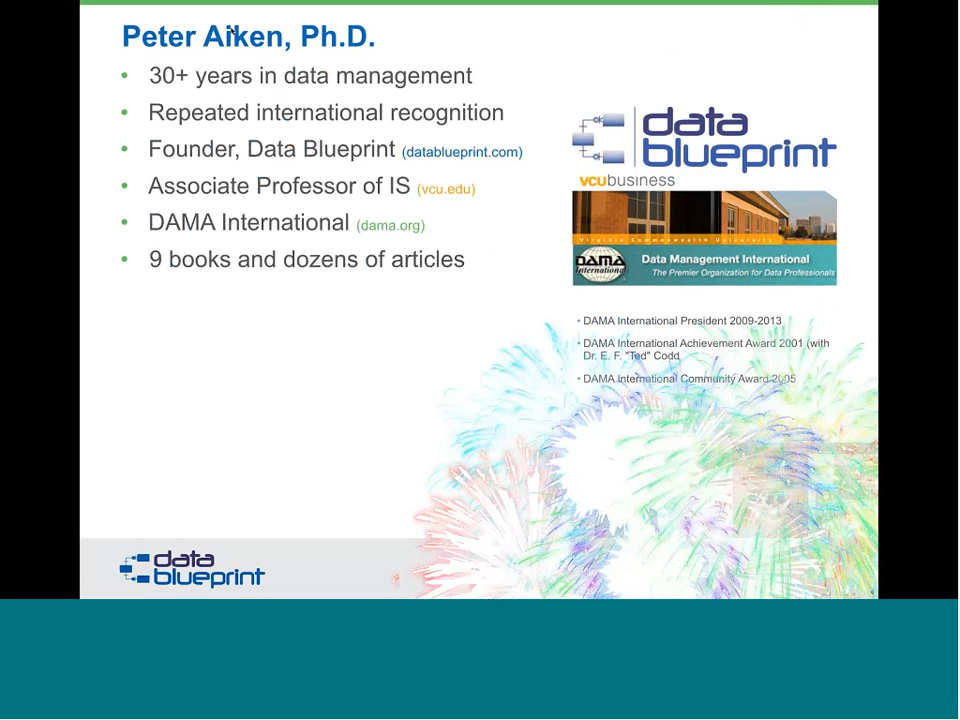 Peter Aiken, Ph.D.
• 30+ years in data management
• Repeated international recognition
• Founder, Data Blueprint (datablueprint.com)
• Associate Professor of IS (vcu.edu)
• DAMA International (dama.org)
• 9 books and dozens of articles
data
blueprint
vcubusiness
Virginia Commonwealth University
DAMA
International
Data Management International
The Premier Organization for Data Professionals
• DAMA International President 2009-2013
• DAMA International Achievement Award 2001 (with
Dr. E. F. "Ted" Codd
• DAMA International Community Award 2005
data
blueprint